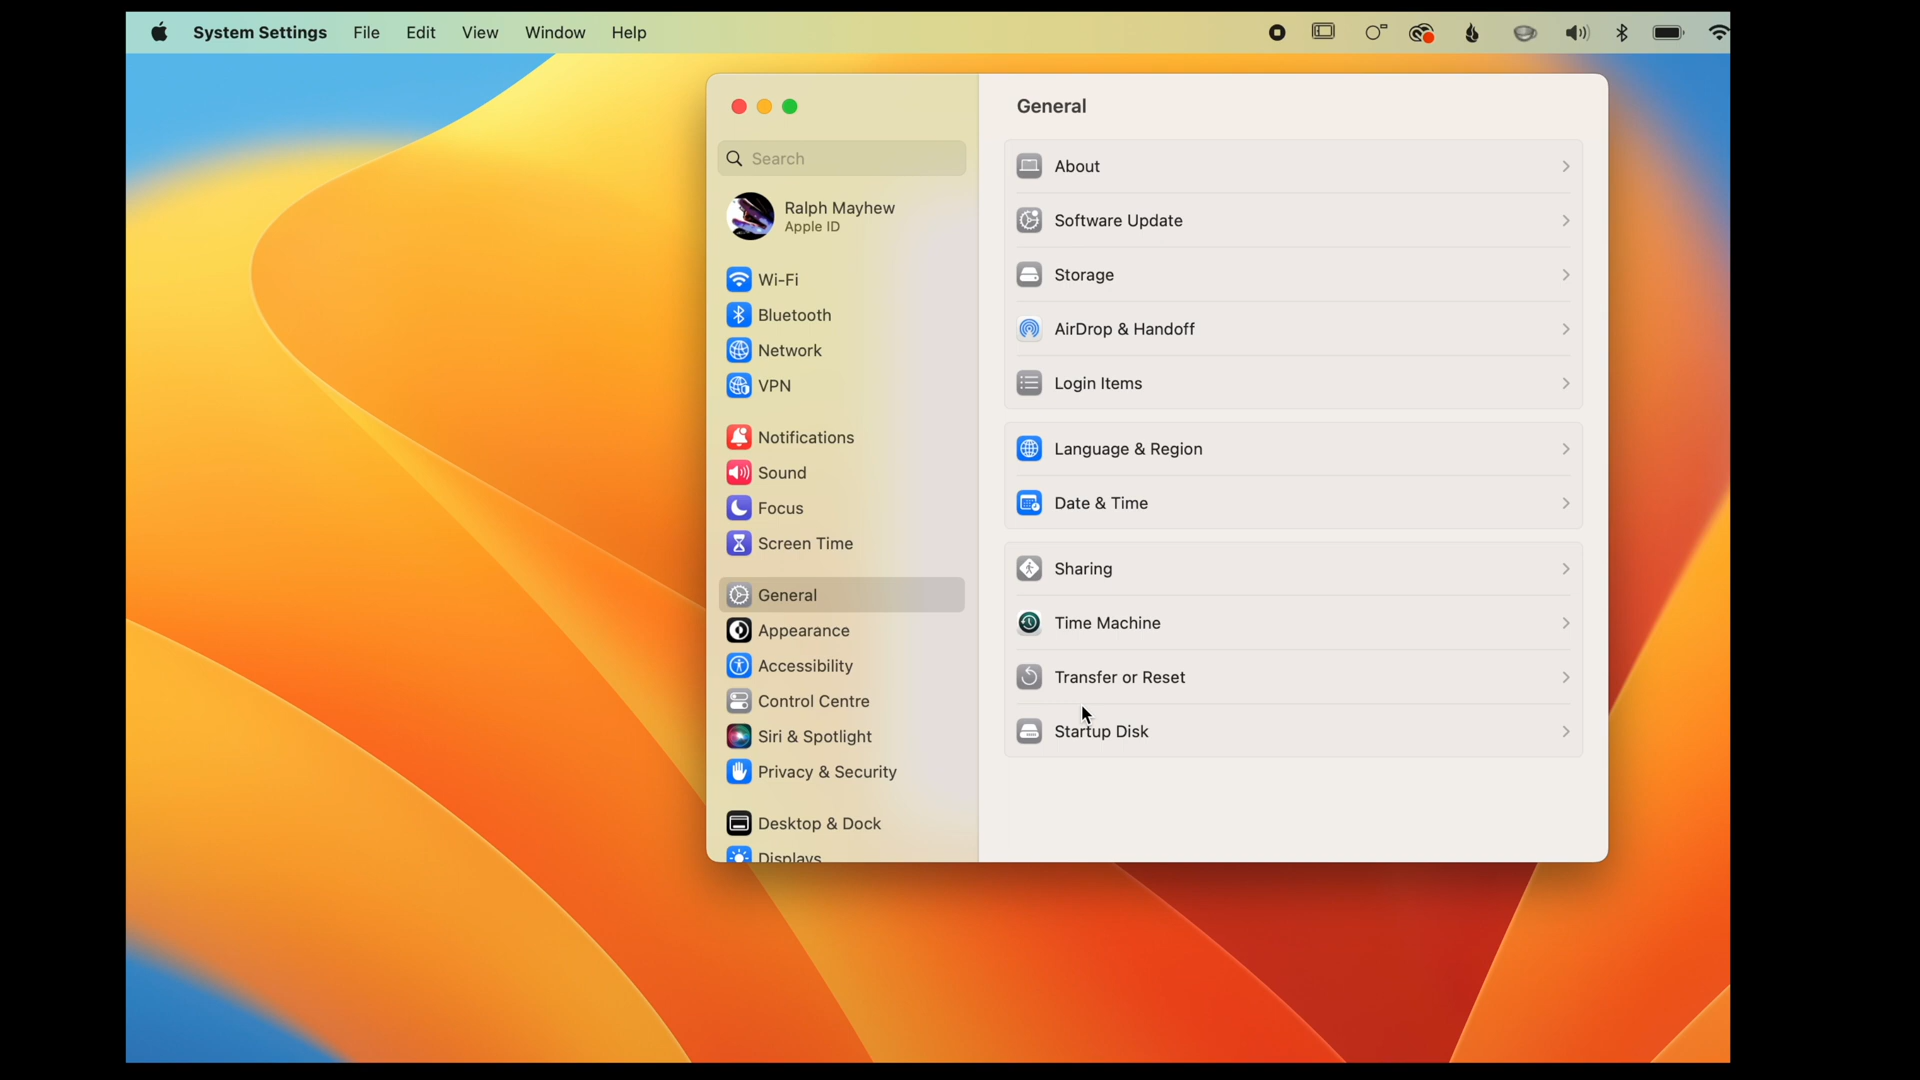 System Settings File Edit View Window Help
General
Search
Ralph Mayhew
Apple ID
Wi-Fi
Bluetooth
Network
VPN
Notifications
Sound
Focus
Screen Time
General
Appearance
Accessibility
Control Centre
Siri & Spotlight
Privacy & Security
Desktop & Dock
Displays
About
Software Update
Storage
AirDrop & Handoff
Login Items
Language & Region
Date & Time
Sharing
Time Machine
Transfer or Reset
Startup Disk